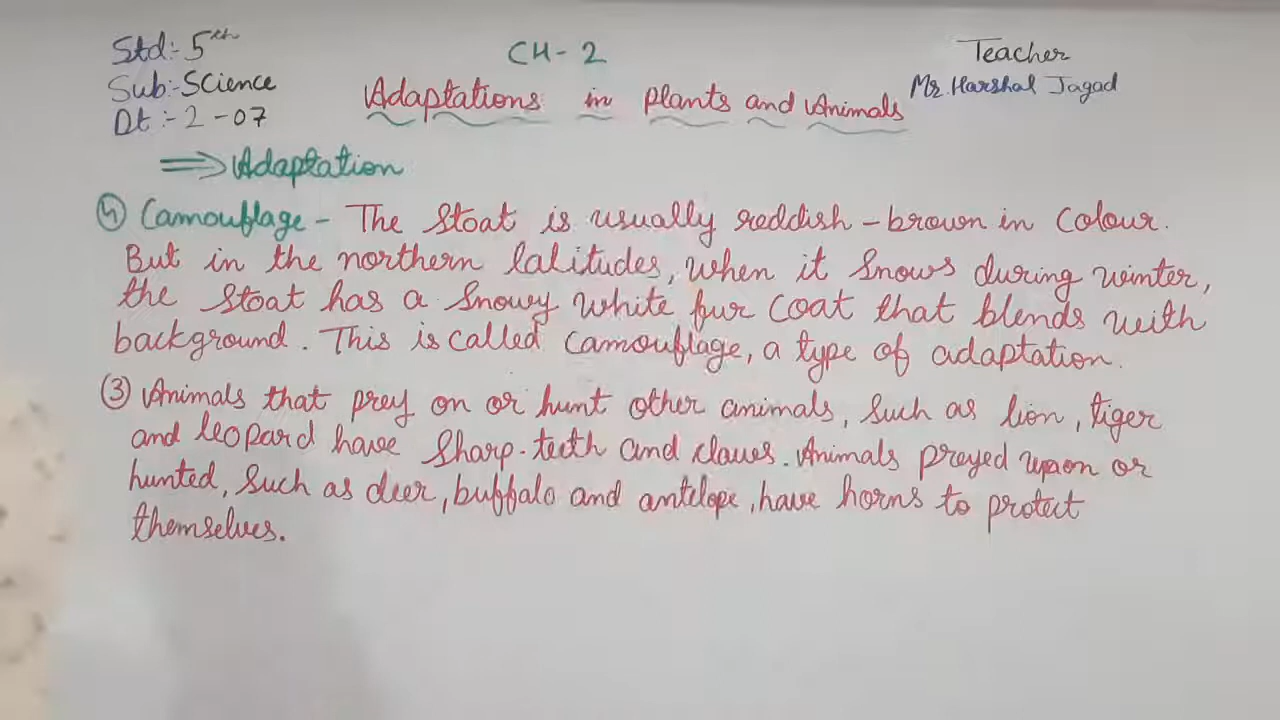 Std:- 5th
Sub:- Science
Dt :- 2 - 07
CH - 2
Adaptations in plants and Animals
Teacher
Mr. Harshal Jagad
⇒ Adaptation
④ Camouflage - The Stoat is usually reddish - brown in Colour.
But in the northern latitudes, when it Snows during winter,
the Stoat has a Snowy white fur Coat that blends with
background. This is called Camouflage, a type of adaptation.
③ Animals that prey on or hunt other animals, Such as lion, tiger
and leopard have Sharp-teeth and claws. Animals preyed upon or
hunted, Such as deer, buffalo and antelope, have horns to protect
themselves.